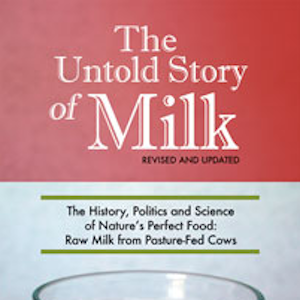 The
Untold Story
of Milk
REVISED AND UPDATED
The History, Politics and Science
of Nature's Perfect Food:
Raw Milk from Pasture-Fed Cows